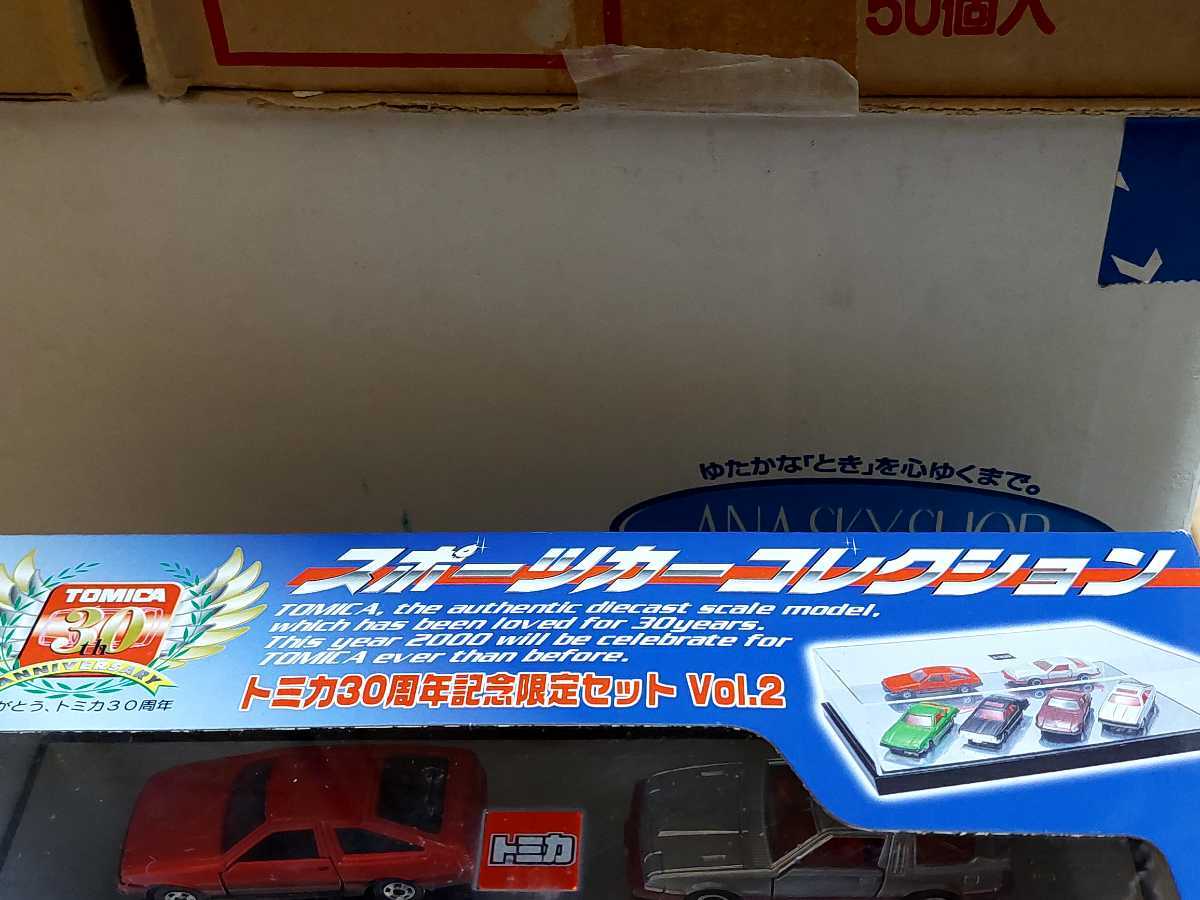 50個入
ゆたかな「とき」を心ゆくまで。
ANA SKY SHOP
スポーツカーコレクション
TOMICA
30th
ANNIVERSARY
がとう、トミカ30周年
TOMICA, the authentic diecast scale model,
which has been loved for 30years.
This year 2000 will be celebrate for
TOMICA ever than before.
トミカ30周年記念限定セット Vol.2
トミカ